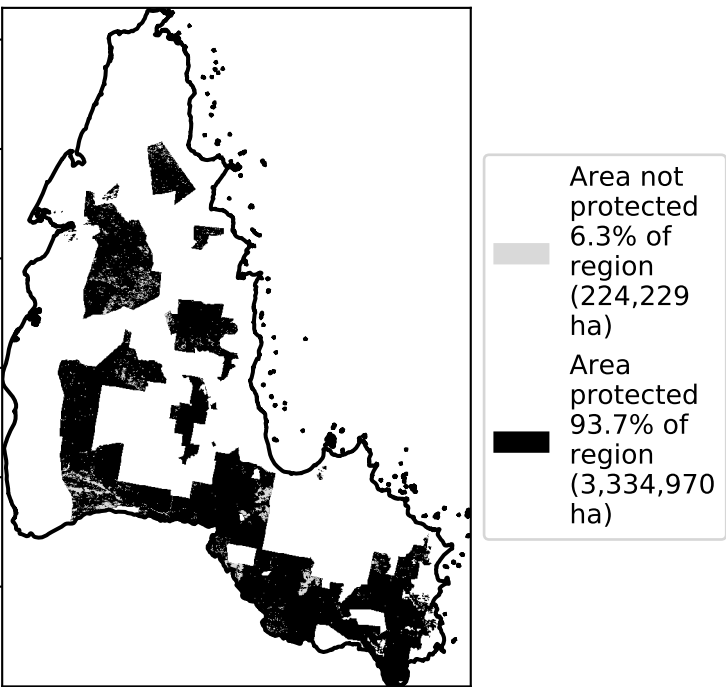 Area not
protected
6.3% of
region
(224,229
ha)
Area
protected
93.7% of
region
(3,334,970
ha)